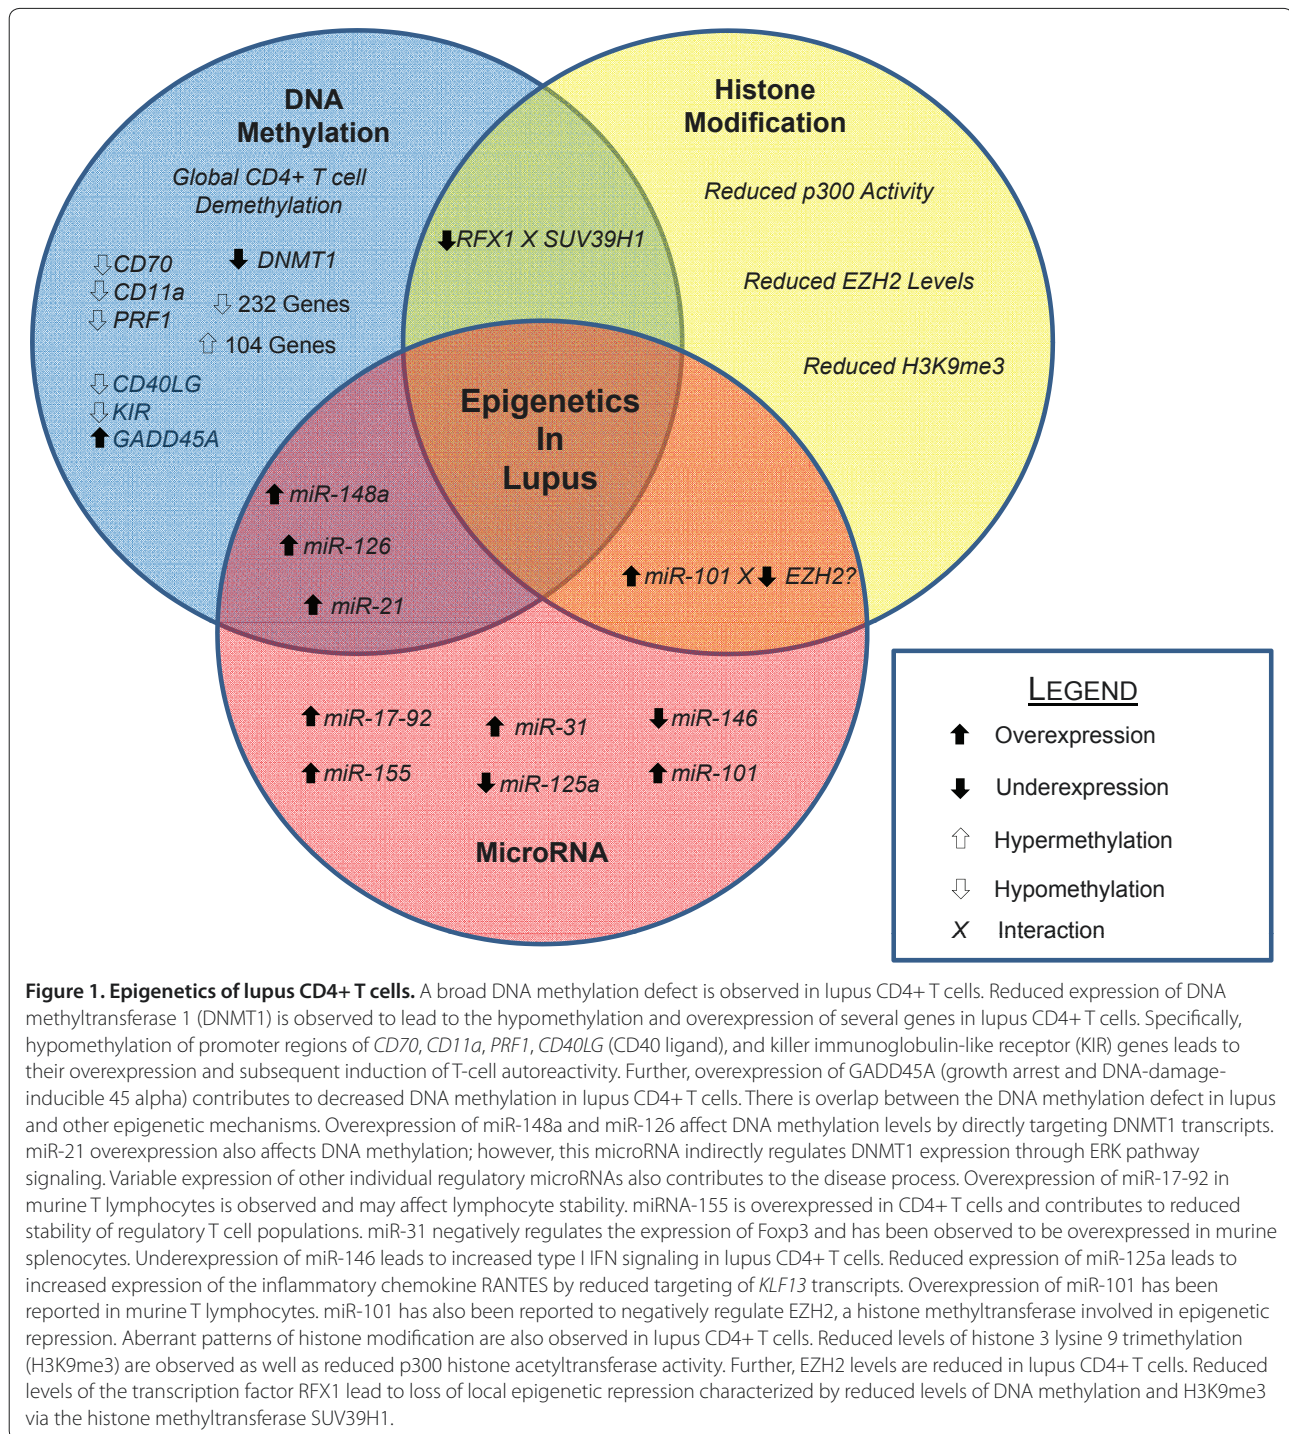 DNA
Methylation
Global CD4+ T cell
Demethylation
CD70
CD11a
PRF1
DNMT1
232 Genes
104 Genes
CD40LG
KIR
GADD45A
Histone
Modification
Reduced p300 Activity
Reduced EZH2 Levels
Reduced H3K9me3
RFX1 X SUV39H1
Epigenetics
In
Lupus
miR-148a
miR-126
miR-21
miR-101 X EZH2?
miR-17-92
miR-31
miR-146
miR-155
miR-125a
miR-101
MicroRNA
LEGEND
Overexpression
Underexpression
Hypermethylation
Hypomethylation
X Interaction
Figure 1. Epigenetics of lupus CD4+ T cells. A broad DNA methylation defect is observed in lupus CD4+ T cells. Reduced expression of DNA
methyltransferase 1 (DNMT1) is observed to lead to the hypomethylation and overexpression of several genes in lupus CD4+ T cells. Specifically,
hypomethylation of promoter regions of CD70, CD11a, PRF1, CD40LG (CD40 ligand), and killer immunoglobulin-like receptor (KIR) genes leads to
their overexpression and subsequent induction of T-cell autoreactivity. Further, overexpression of GADD45A (growth arrest and DNA-damage-
inducible 45 alpha) contributes to decreased DNA methylation in lupus CD4+ T cells. There is overlap between the DNA methylation defect in lupus
and other epigenetic mechanisms. Overexpression of miR-148a and miR-126 affect DNA methylation levels by directly targeting DNMT1 transcripts.
miR-21 overexpression also affects DNA methylation; however, this microRNA indirectly regulates DNMT1 expression through ERK pathway
signaling. Variable expression of other individual regulatory microRNAs also contributes to the disease process. Overexpression of miR-17-92 in
murine T lymphocytes is observed and may affect lymphocyte stability. miRNA-155 is overexpressed in CD4+ T cells and contributes to reduced
stability of regulatory T cell populations. miR-31 negatively regulates the expression of Foxp3 and has been observed to be overexpressed in murine
splenocytes. Underexpression of miR-146 leads to increased type I IFN signaling in lupus CD4+ T cells. Reduced expression of miR-125a leads to
increased expression of the inflammatory chemokine RANTES by reduced targeting of KLF13 transcripts. Overexpression of miR-101 has been
reported in murine T lymphocytes. miR-101 has also been reported to negatively regulate EZH2, a histone methyltransferase involved in epigenetic
repression. Aberrant patterns of histone modification are also observed in lupus CD4+ T cells. Reduced levels of histone 3 lysine 9 trimethylation
(H3K9me3) are observed as well as reduced p300 histone acetyltransferase activity. Further, EZH2 levels are reduced in lupus CD4+ T cells. Reduced
levels of the transcription factor RFX1 lead to loss of local epigenetic repression characterized by reduced levels of DNA methylation and H3K9me3
via the histone methyltransferase SUV39H1.